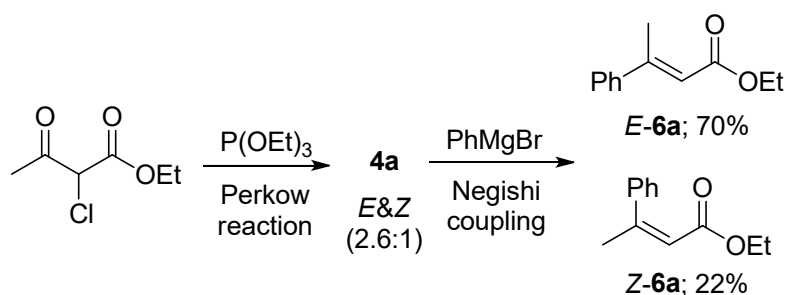 O
O
OEt
Cl
P(OEt)3
Perkow
reaction
4a
E&Z
(2.6:1)
PhMgBr
Negishi
coupling
Ph
O
OEt
E-6a; 70%
Ph
O
OEt
Z-6a; 22%